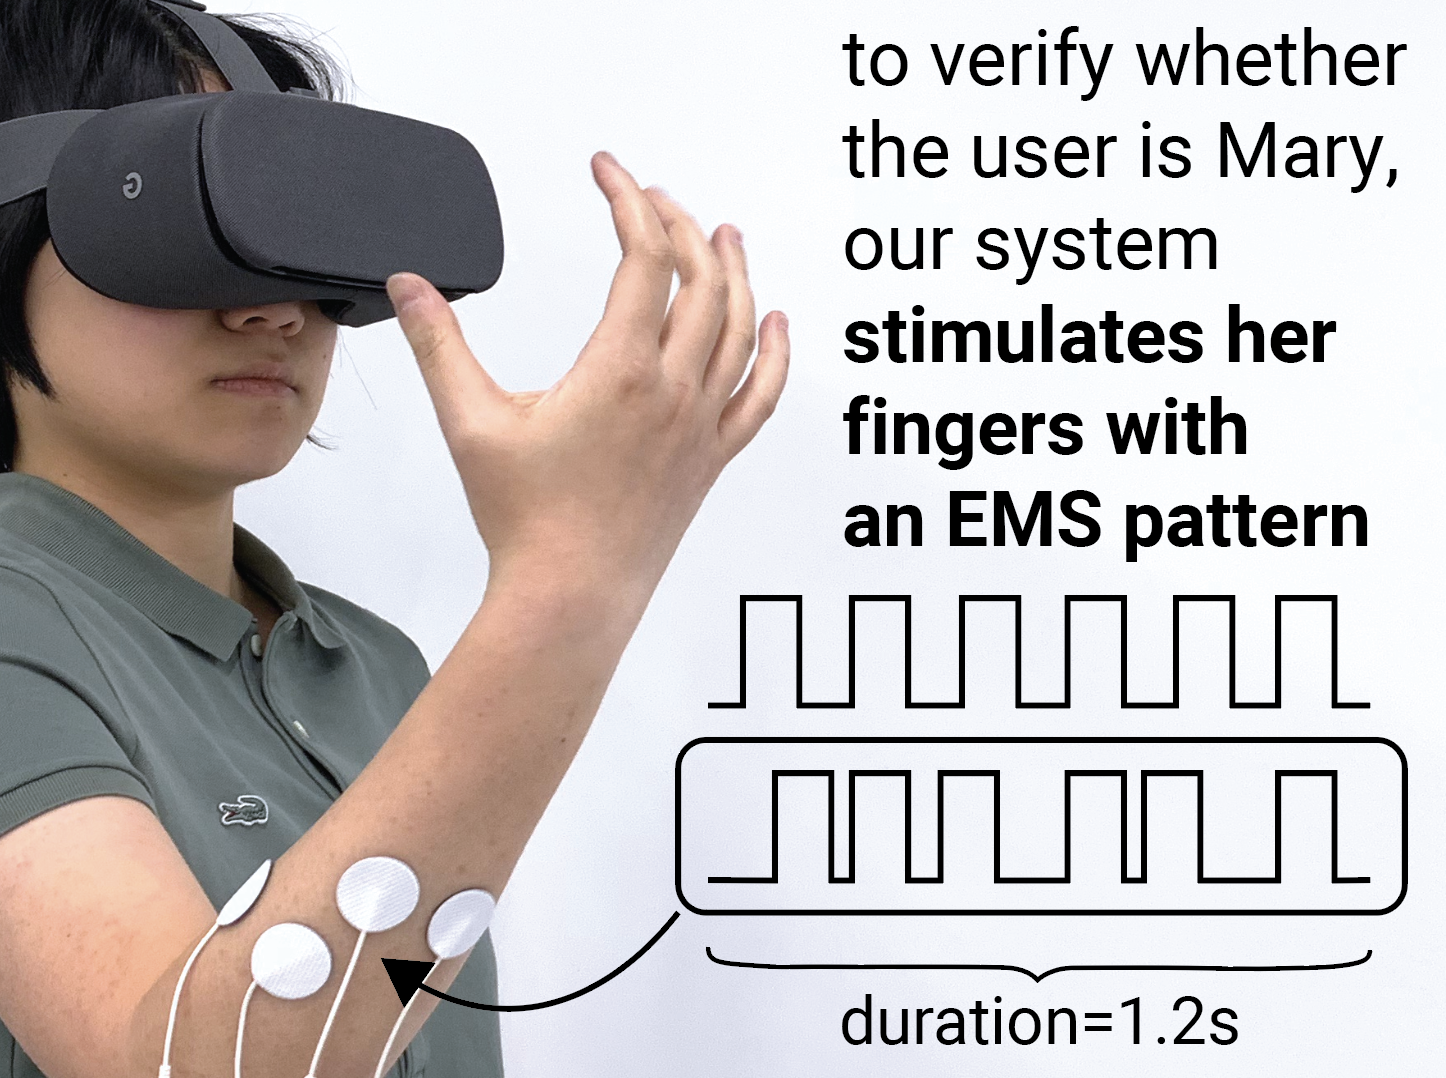 to verify whether
the user is Mary,
our system
stimulates her
fingers with
an EMS pattern
duration=1.2s